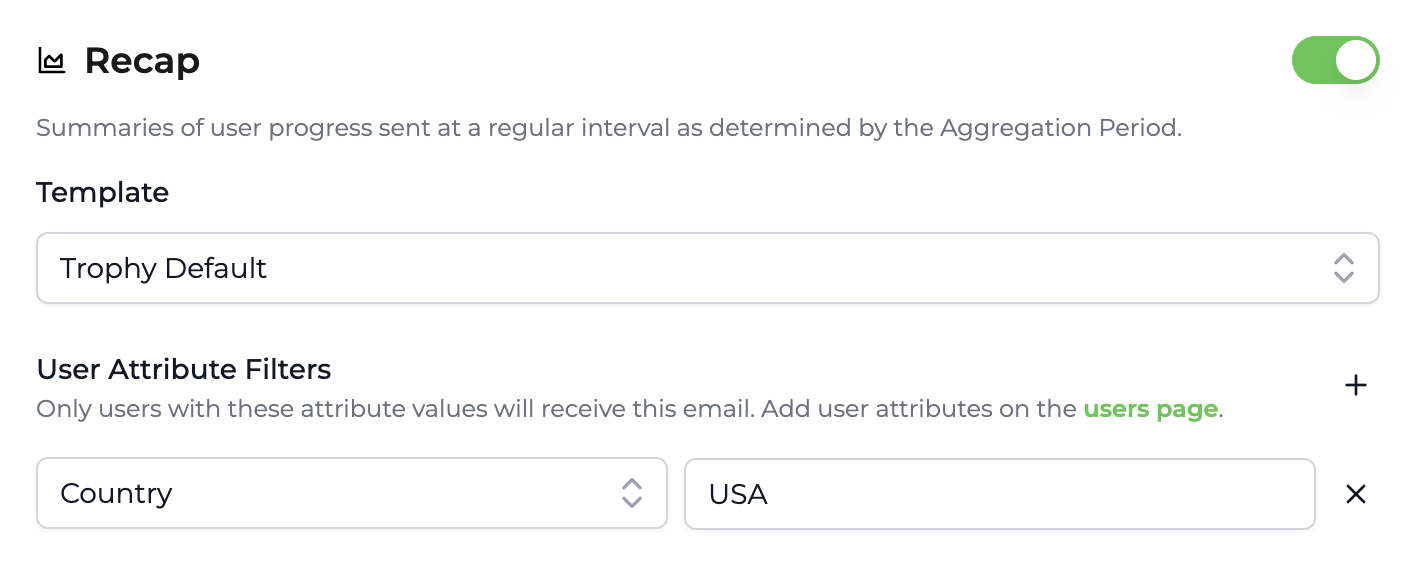 Recap
Summaries of user progress sent at a regular interval as determined by the Aggregation Period.
Template
Trophy Default
User Attribute Filters
Only users with these attribute values will receive this email. Add user attributes on the users page.
Country
USA